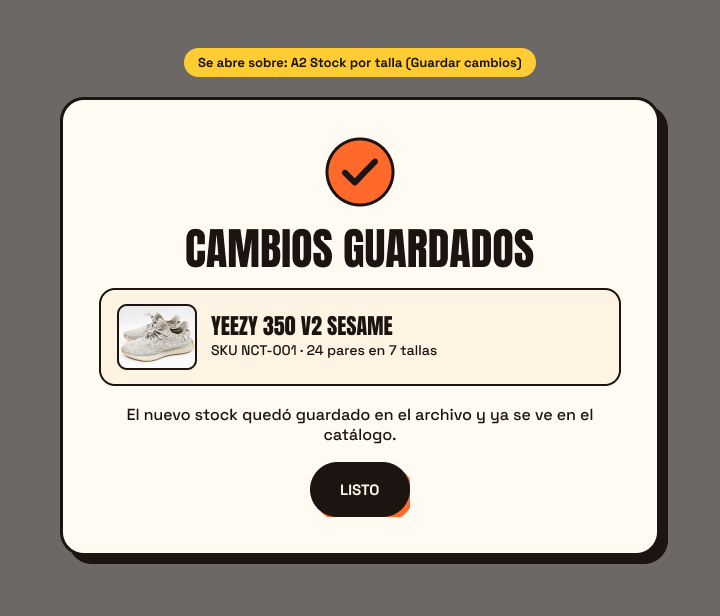 Se abre sobre: A2 Stock por talla (Guardar cambios)
CAMBIOS GUARDADOS
YEEZY 350 V2 SESAME
SKU NCT-001 · 24 pares en 7 tallas
El nuevo stock quedó guardado en el archivo y ya se ve en el
catálogo.
LISTO